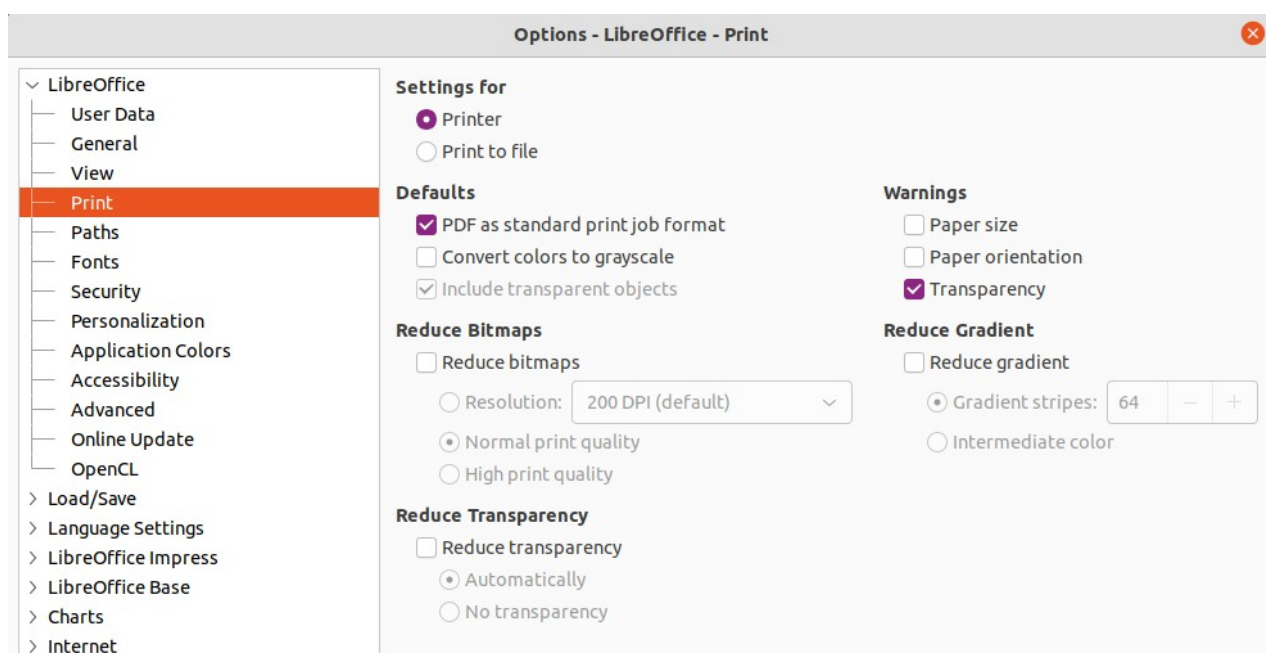 Options - LibreOffice - Print
LibreOffice
User Data
General
View
Print
Paths
Fonts
Security
Personalization
Application Colors
Accessibility
Advanced
Online Update
OpenCL
Load/Save
Language Settings
LibreOffice Impress
LibreOffice Base
Charts
Internet
Settings for
Printer
Print to file
Defaults
PDF as standard print job format
Convert colors to grayscale
Include transparent objects
Warnings
Paper size
Paper orientation
Transparency
Reduce Bitmaps
Reduce bitmaps
Resolution: 200 DPI (default)
Normal print quality
High print quality
Reduce Gradient
Reduce gradient
Gradient stripes: 64
Intermediate color
Reduce Transparency
Reduce transparency
Automatically
No transparency